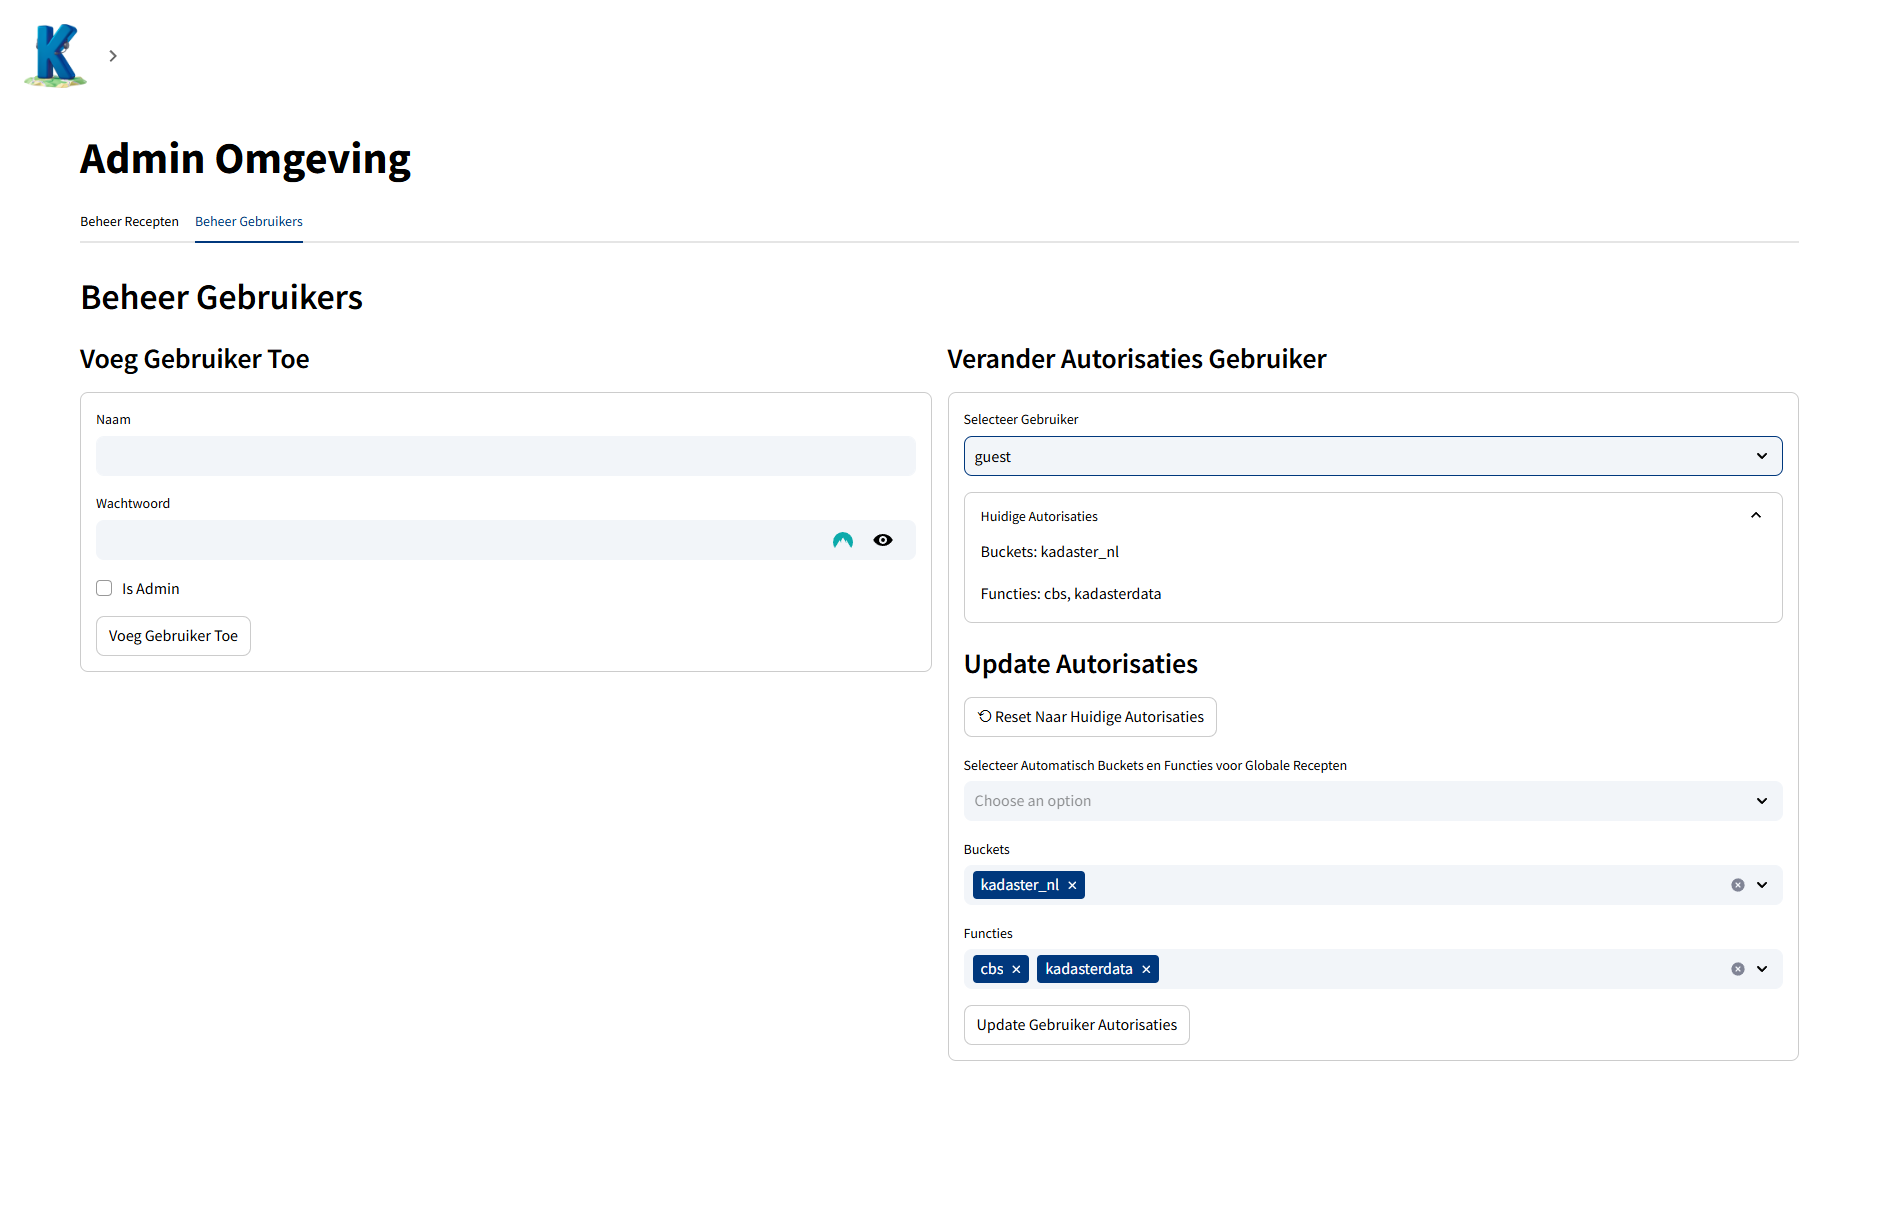 K
Admin Omgeving
Beheer Recepten Beheer Gebruikers
Beheer Gebruikers
Voeg Gebruiker Toe
Naam
Wachtwoord
Is Admin
Voeg Gebruiker Toe
Verander Autorisaties Gebruiker
Selecteer Gebruiker
guest
Huidige Autorisaties
Buckets: kadaster_nl
Functies: cbs, kadasterdata
Update Autorisaties
Reset Naar Huidige Autorisaties
Selecteer Automatisch Buckets en Functies voor Globale Recepten
Choose an option
Buckets
kadaster_nl
Functies
cbs kadasterdata
Update Gebruiker Autorisaties